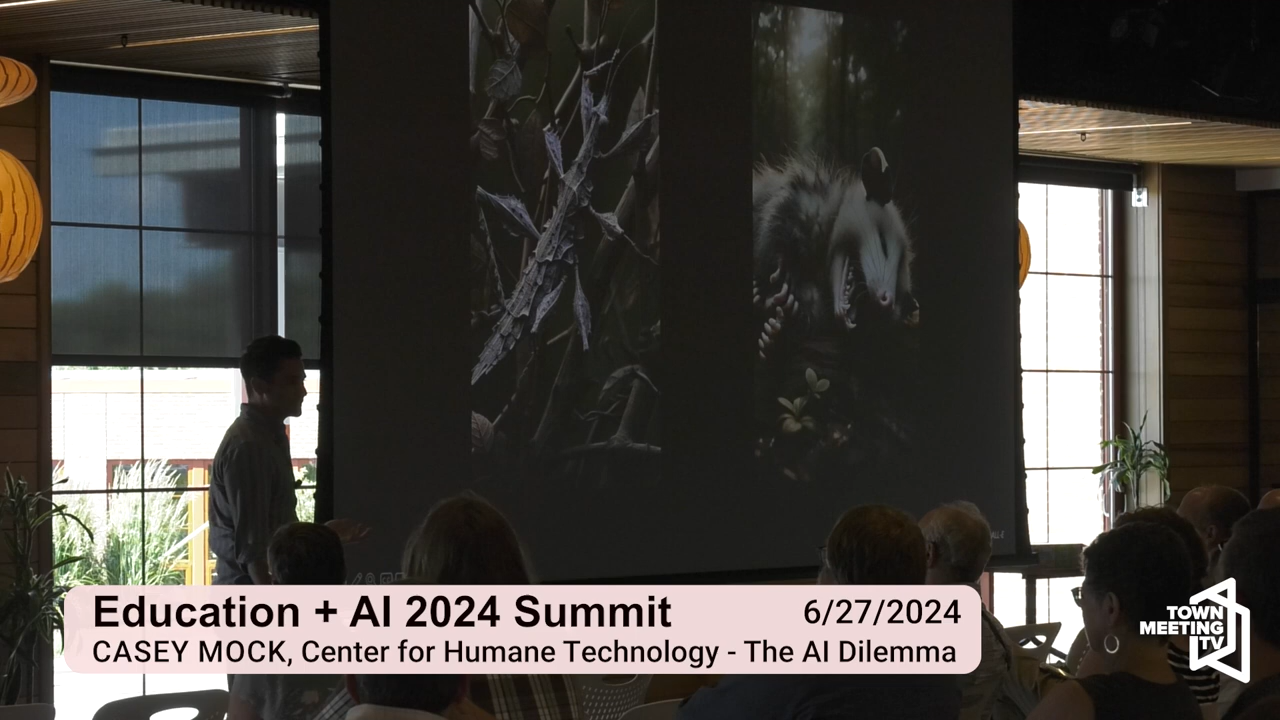 Education + AI 2024 Summit
6/27/2024
CASEY MOCK, Center for Humane Technology - The AI Dilemma
TOWN
MEETING
TV